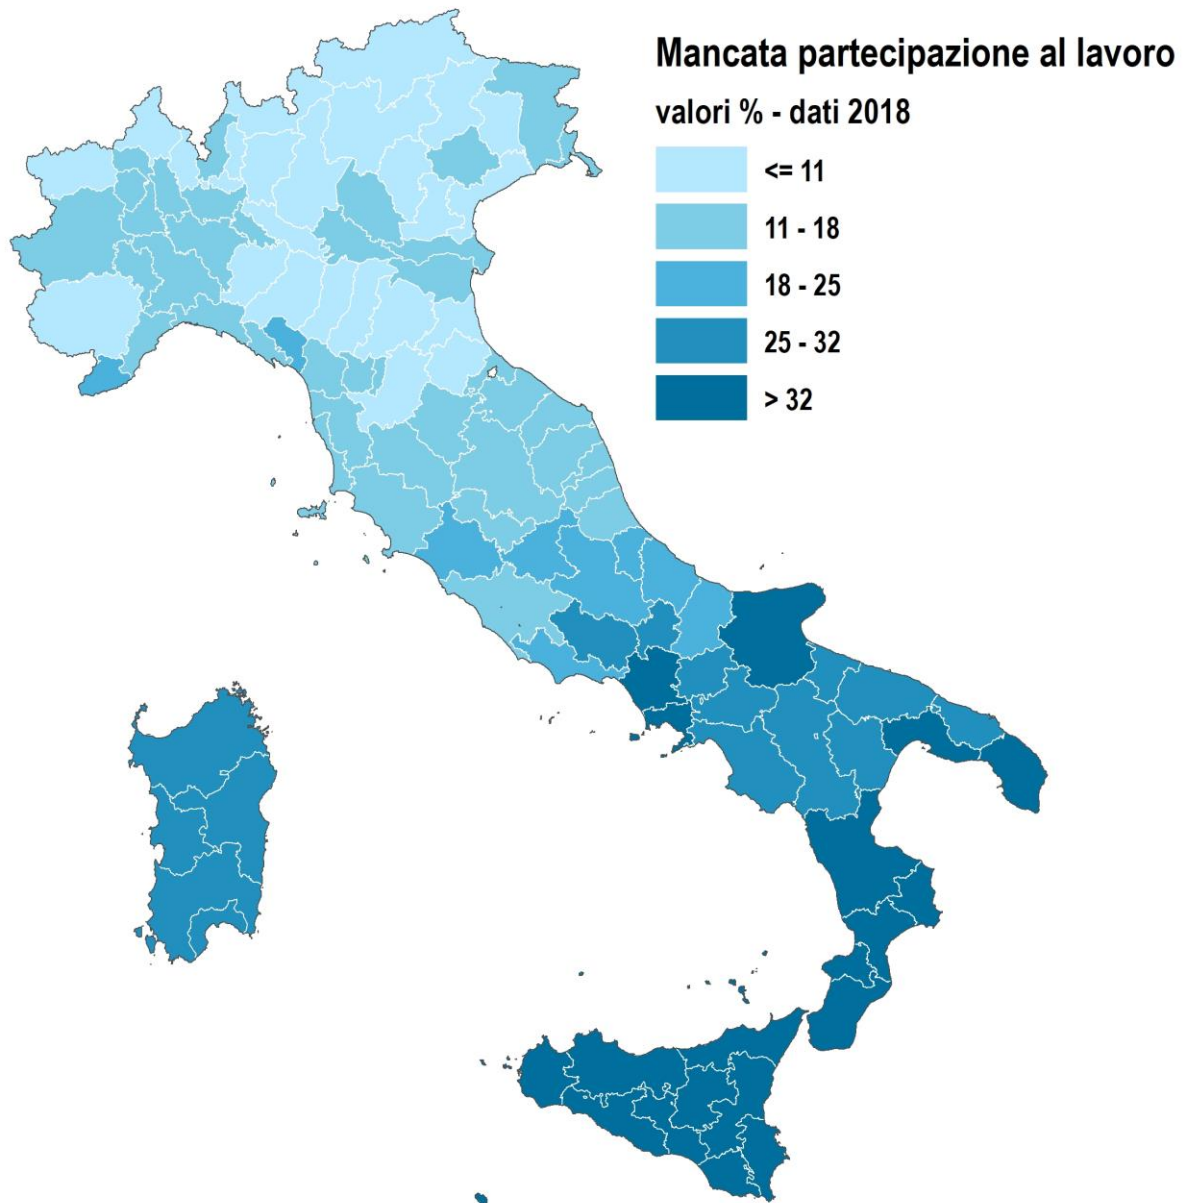 Mancata partecipazione al lavoro
valori % - dati 2018
<= 11
11 - 18
18 - 25
25 - 32
> 32